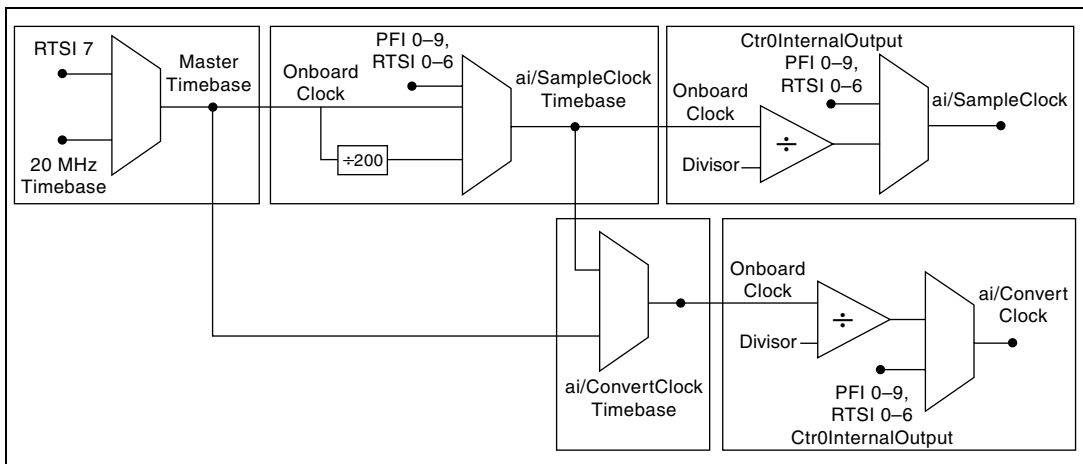 RTSI 7
Master
Timebase
20 MHz
Timebase
Onboard
Clock
PFI 0–9,
RTSI 0–6
÷200
ai/SampleClock
Timebase
Onboard
Clock
Divisor
÷
Ctr0InternalOutput
PFI 0–9,
RTSI 0–6
ai/SampleClock
ai/ConvertClock
Timebase
Onboard
Clock
Divisor
÷
ai/Convert
Clock
PFI 0–9,
RTSI 0–6
Ctr0InternalOutput